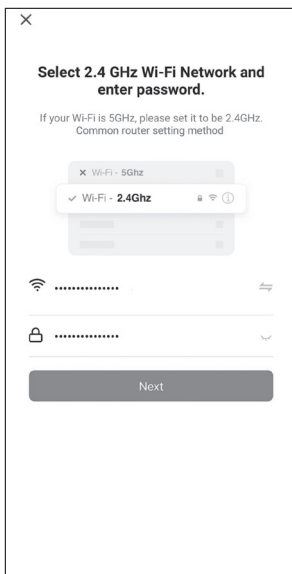 Select 2.4 GHz Wi-Fi Network and
enter password.
If your Wi-Fi is 5GHz, please set it to be 2.4GHz.
Common router setting method
Wi-Fi - 5Ghz
Wi-Fi - 2.4Ghz
Next